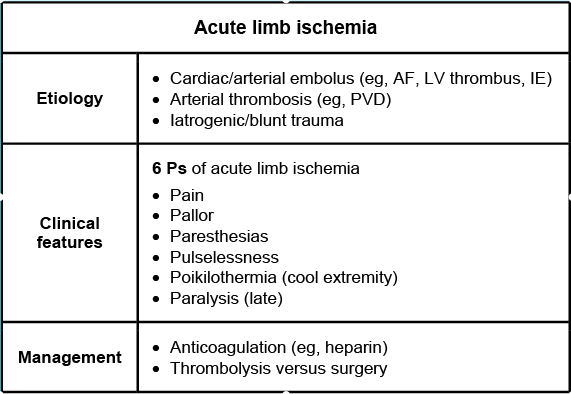 Acute limb ischemia
Etiology
• Cardiac/arterial embolus (eg, AF, LV thrombus, IE)
• Arterial thrombosis (eg, PVD)
• Iatrogenic/blunt trauma
Clinical
features
6 Ps of acute limb ischemia
• Pain
• Pallor
• Paresthesias
• Pulselessness
• Poikilothermia (cool extremity)
• Paralysis (late)
Management
• Anticoagulation (eg, heparin)
• Thrombolysis versus surgery